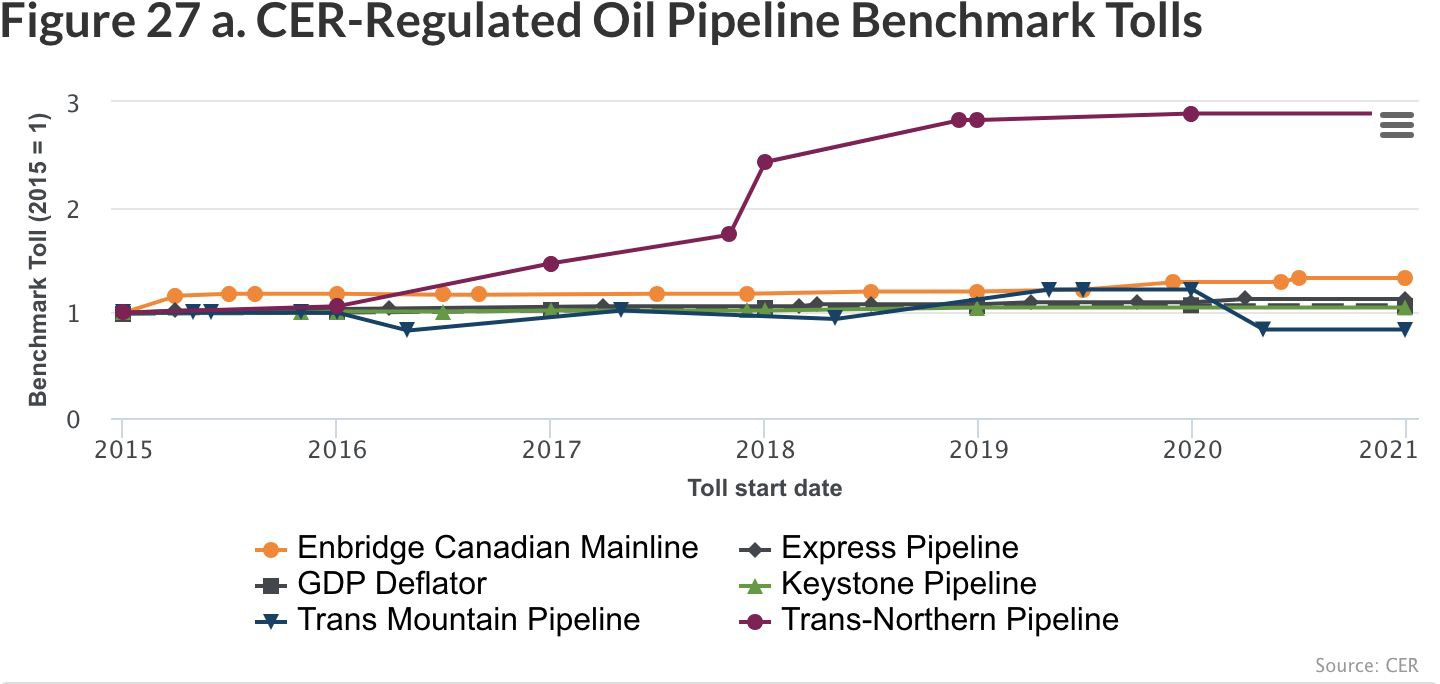 Figure 27 a. CER-Regulated Oil Pipeline Benchmark Tolls
Benchmark Toll (2015 = 1)
3
2
1
0
2015 2016 2017 2018 2019 2020 2021
Toll start date
Enbridge Canadian Mainline Express Pipeline
GDP Deflator Keystone Pipeline
Trans Mountain Pipeline Trans-Northern Pipeline
Source: CER